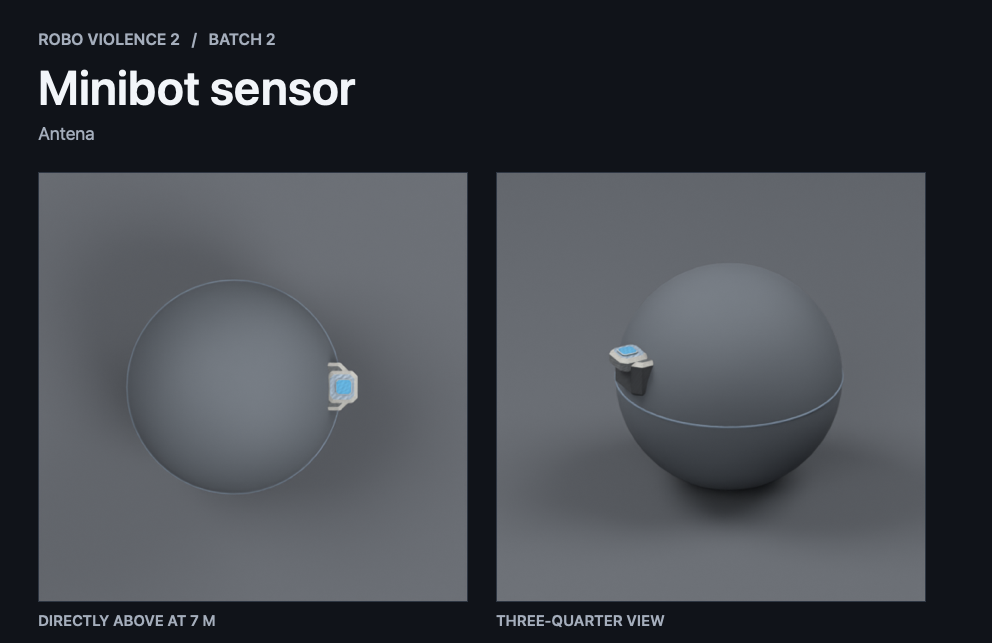 ROBO VIOLENCE 2 / BATCH 2
Minibot sensor
Antena
DIRECTLY ABOVE AT 7 M
THREE-QUARTER VIEW